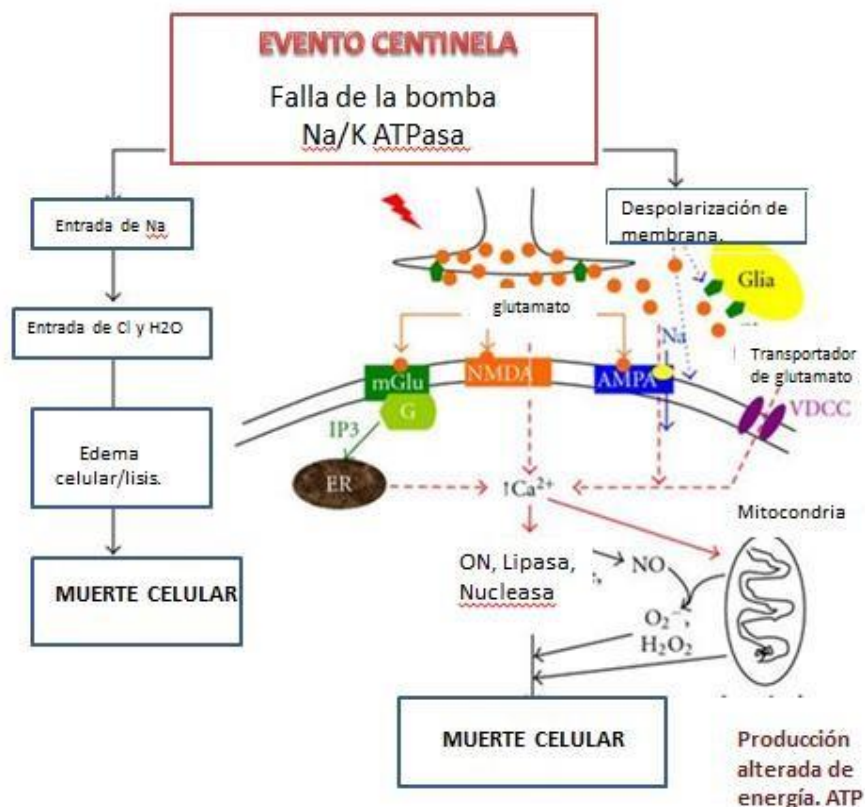 EVENTO CENTINELA
Falla de la bomba
Na/K ATPasa
Entrada de Na
Entrada de Cl y H2O
Edema
celular/lisis.
MUERTE CELULAR
Despolarización de
membrana.
Glia
glutamato
Na
Transportador
de glutamato
mGlu
NMDA
AMPA
VDCC
G
IP3
ER
↑Ca²⁺
Mitocondria
ON, Lipasa,
Nucleasa
NO
O₂⁻,
H₂O₂
MUERTE CELULAR
Producción
alterada de
energía. ATP